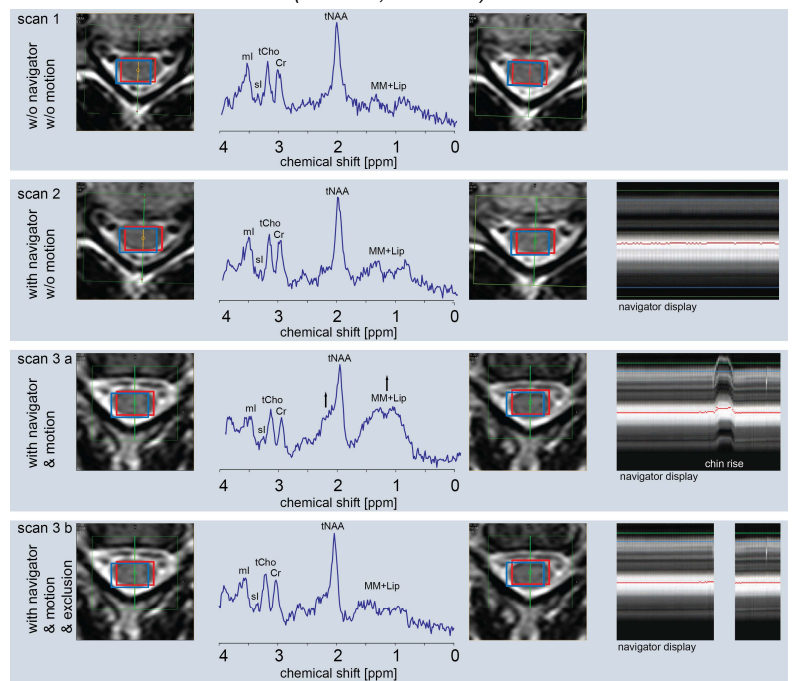 scan 1
w/o navigator
w/o motion
tNAA
mI
tCho
sI
Cr
MM+Lip
4 3 2 1 0
chemical shift [ppm]
scan 2
with navigator
w/o motion
tNAA
mI
tCho
sI
Cr
MM+Lip
4 3 2 1 0
chemical shift [ppm]
navigator display
scan 3 a
with navigator
& motion
tNAA
mI
tCho
sI
Cr
MM+Lip
4 3 2 1 0
chemical shift [ppm]
chin rise
navigator display
scan 3 b
with navigator
& motion
& exclusion
tNAA
mI
tCho
sI
Cr
MM+Lip
4 3 2 1 0
chemical shift [ppm]
navigator display